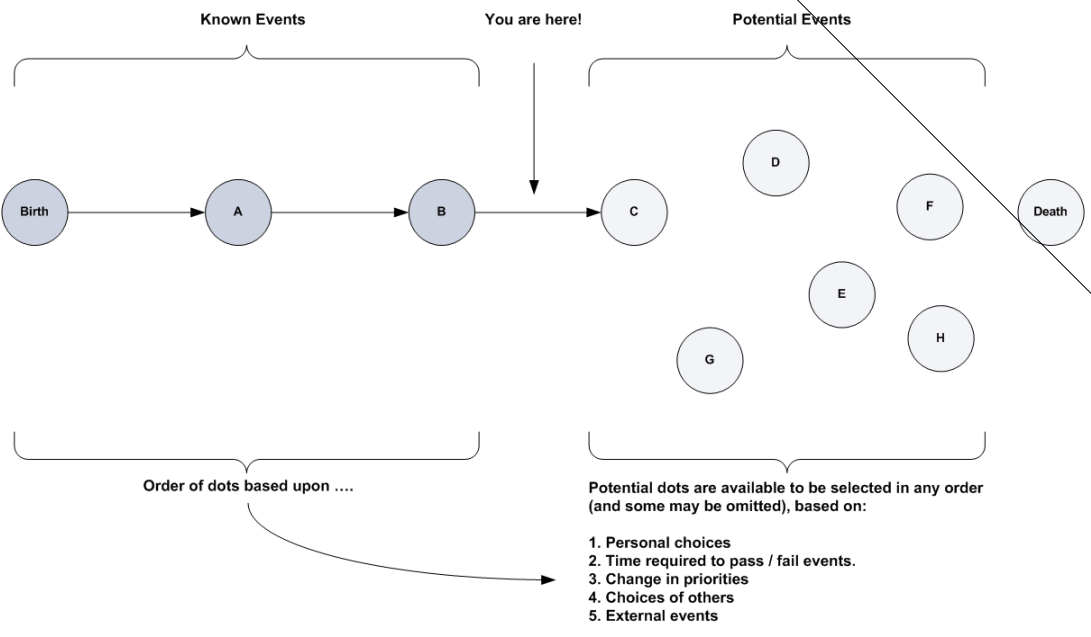 Known Events
You are here!
Potential Events
D
Birth
A
B
C
F
Death
E
H
G
Order of dots based upon ....
Potential dots are available to be selected in any order
(and some may be omitted), based on:
1. Personal choices
2. Time required to pass / fail events.
3. Change in priorities
4. Choices of others
5. External events